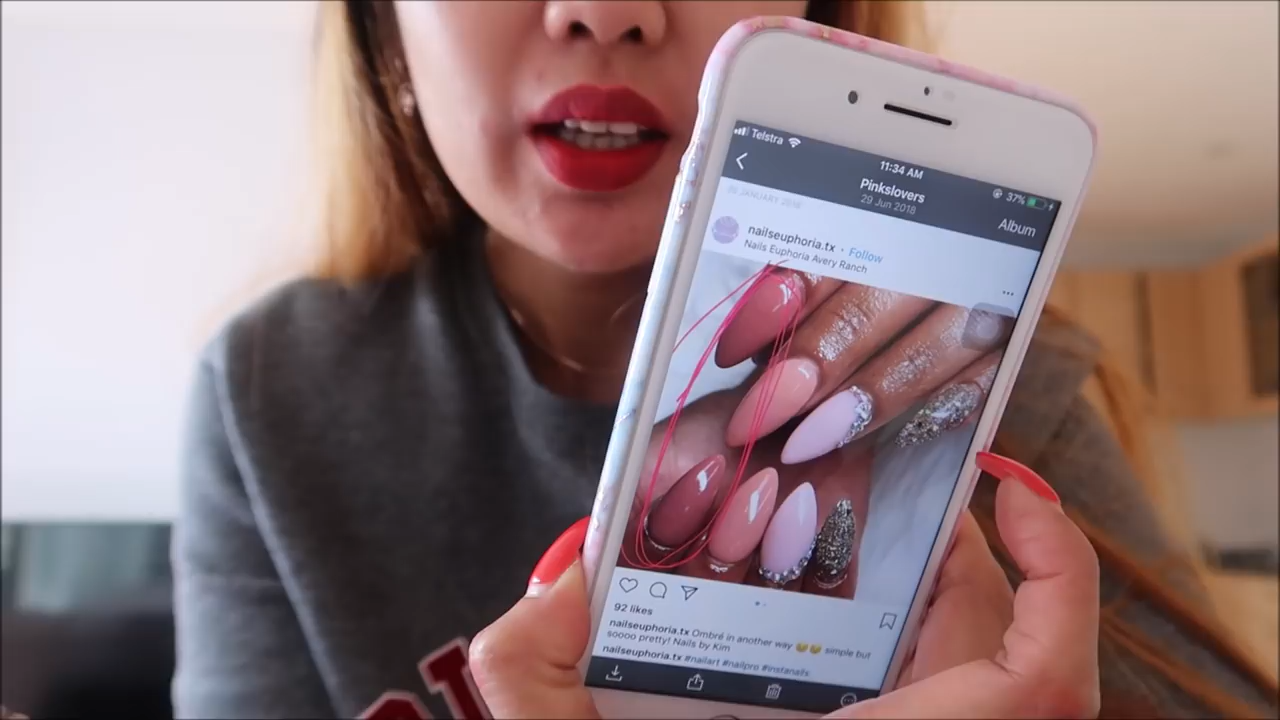 Telstra
11:34 AM
37%
Pinkslovers
29 Jun 2018
Album
nailseuphoria.tx • Follow
Nails Euphoria Avery Ranch
92 likes
nailseuphoria.tx Ombré in another way 😂😂 simple but
soooo pretty! Nails by Kim
nailseuphoria.tx #nailart #nailpro #instanails